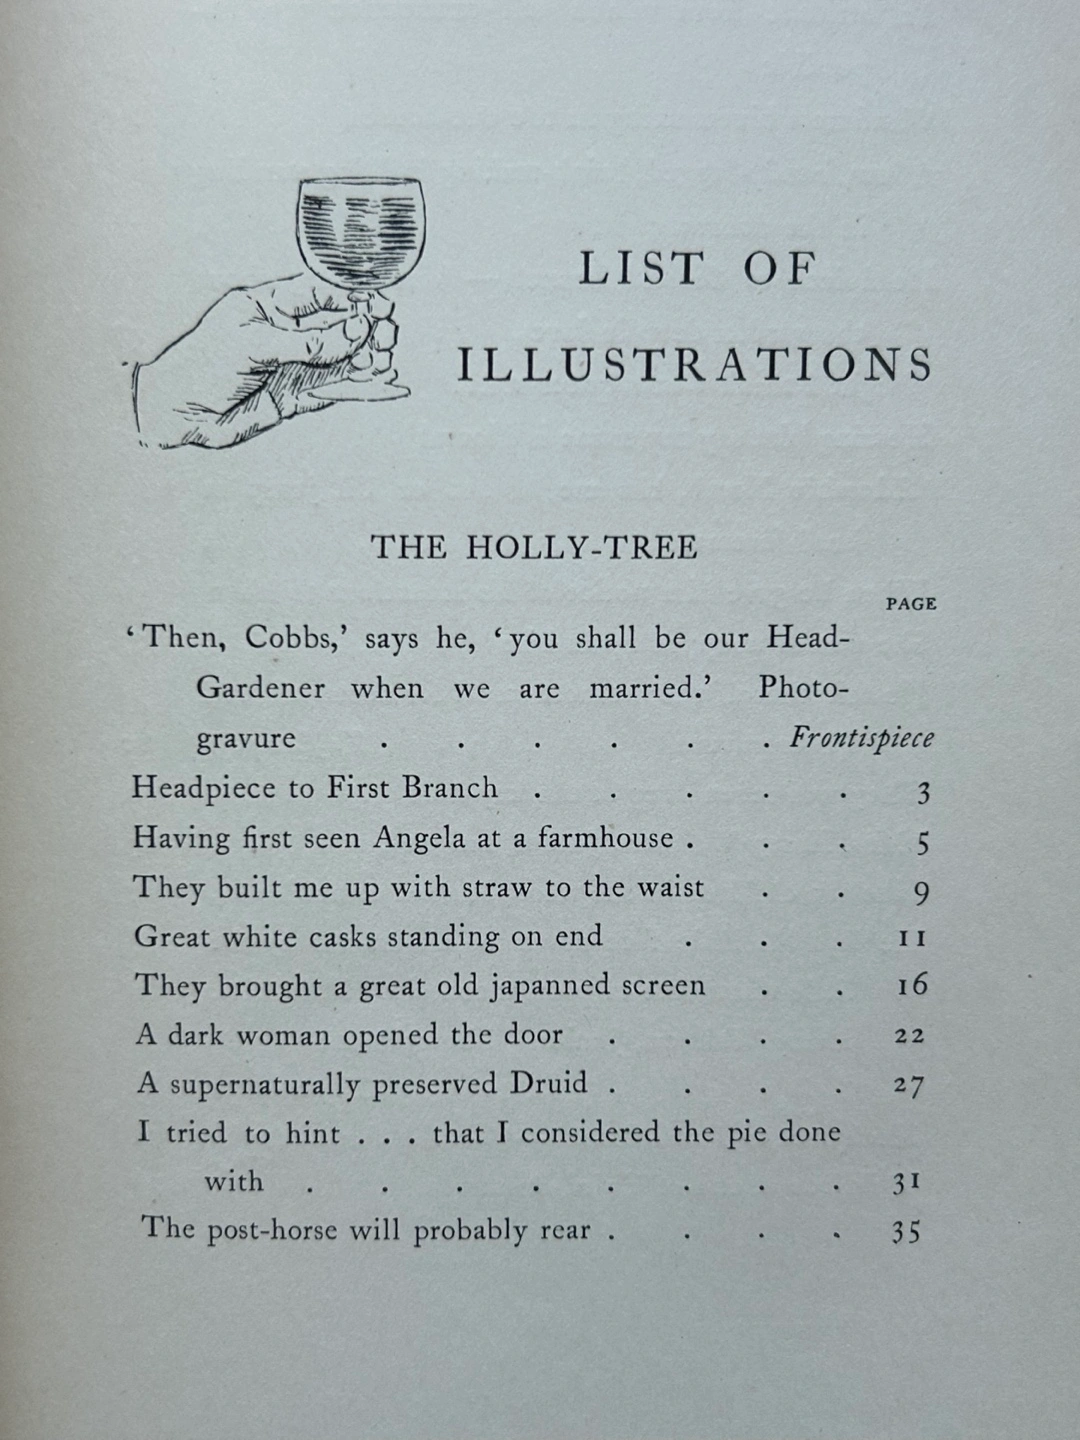 LIST OF
ILLUSTRATIONS
THE HOLLY-TREE
PAGE
‘Then, Cobbs,’ says he, ‘you shall be our Head-
Gardener when we are married.’ Photo-
gravure . . . . . . Frontispiece
Headpiece to First Branch . . . . . 3
Having first seen Angela at a farmhouse . . . 5
They built me up with straw to the waist . . 9
Great white casks standing on end . . . 11
They brought a great old japanned screen . . 16
A dark woman opened the door . . . . 22
A supernaturally preserved Druid . . . . 27
I tried to hint . . . that I considered the pie done
with . . . . . . . . 31
The post-horse will probably rear . . . . 35